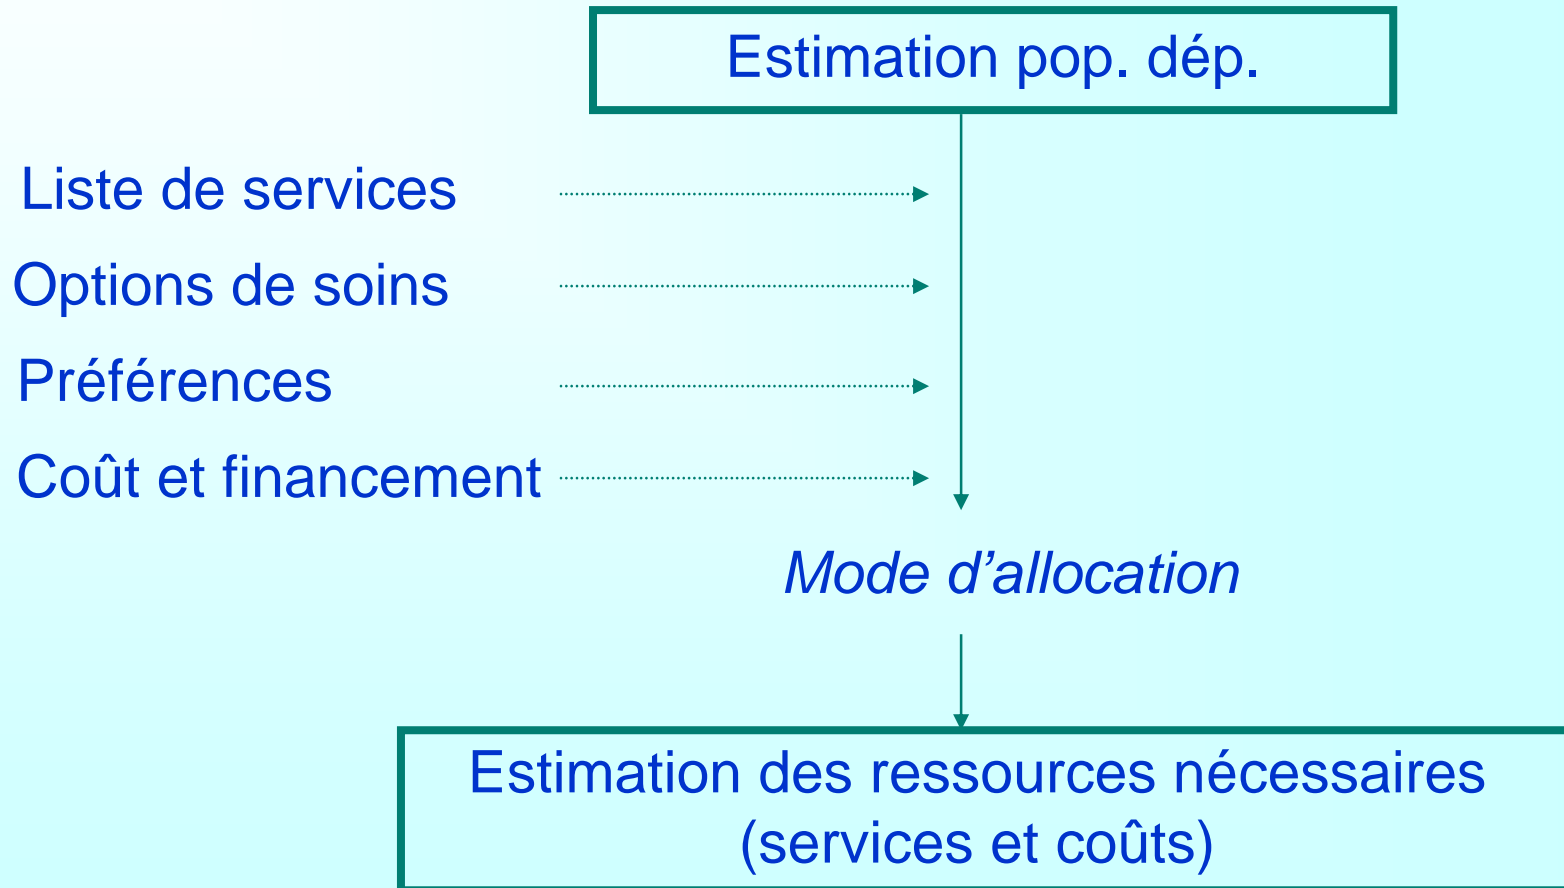 Estimation pop. dép.
Liste de services
Options de soins
Préférences
Coût et financement
Mode d’allocation
Estimation des ressources nécessaires
(services et coûts)